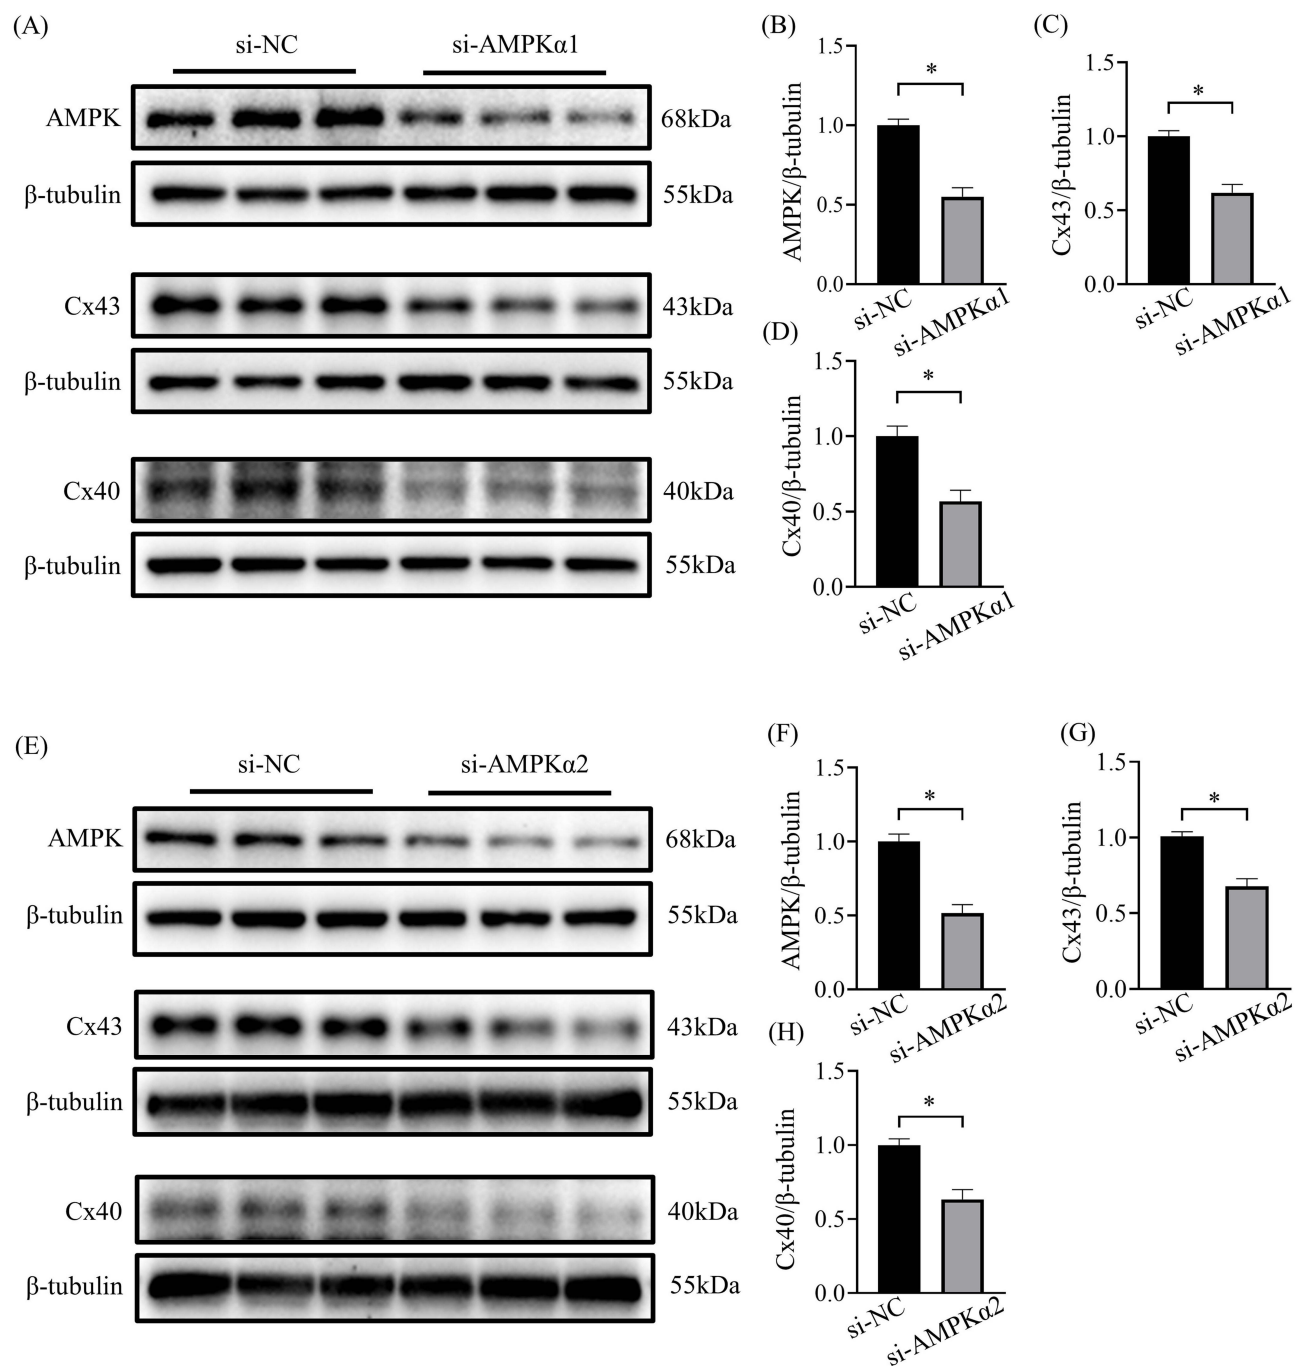 (A)
si-NC si-AMPKα1
AMPK 68kDa
β-tubulin 55kDa
Cx43 43kDa
β-tubulin 55kDa
Cx40 40kDa
β-tubulin 55kDa
(B)
AMPK/β-tubulin
1.5
1.0
0.5
0.0
*
si-NC
si-AMPKα1
(C)
Cx43/β-tubulin
1.5
1.0
0.5
0.0
*
si-NC
si-AMPKα1
(D)
Cx40/β-tubulin
1.5
1.0
0.5
0.0
*
si-NC
si-AMPKα1
(E)
si-NC si-AMPKα2
AMPK 68kDa
β-tubulin 55kDa
Cx43 43kDa
β-tubulin 55kDa
Cx40 40kDa
β-tubulin 55kDa
(F)
AMPK/β-tubulin
1.5
1.0
0.5
0.0
*
si-NC
si-AMPKα2
(G)
Cx43/β-tubulin
1.5
1.0
0.5
0.0
*
si-NC
si-AMPKα2
(H)
Cx40/β-tubulin
1.5
1.0
0.5
0.0
*
si-NC
si-AMPKα2